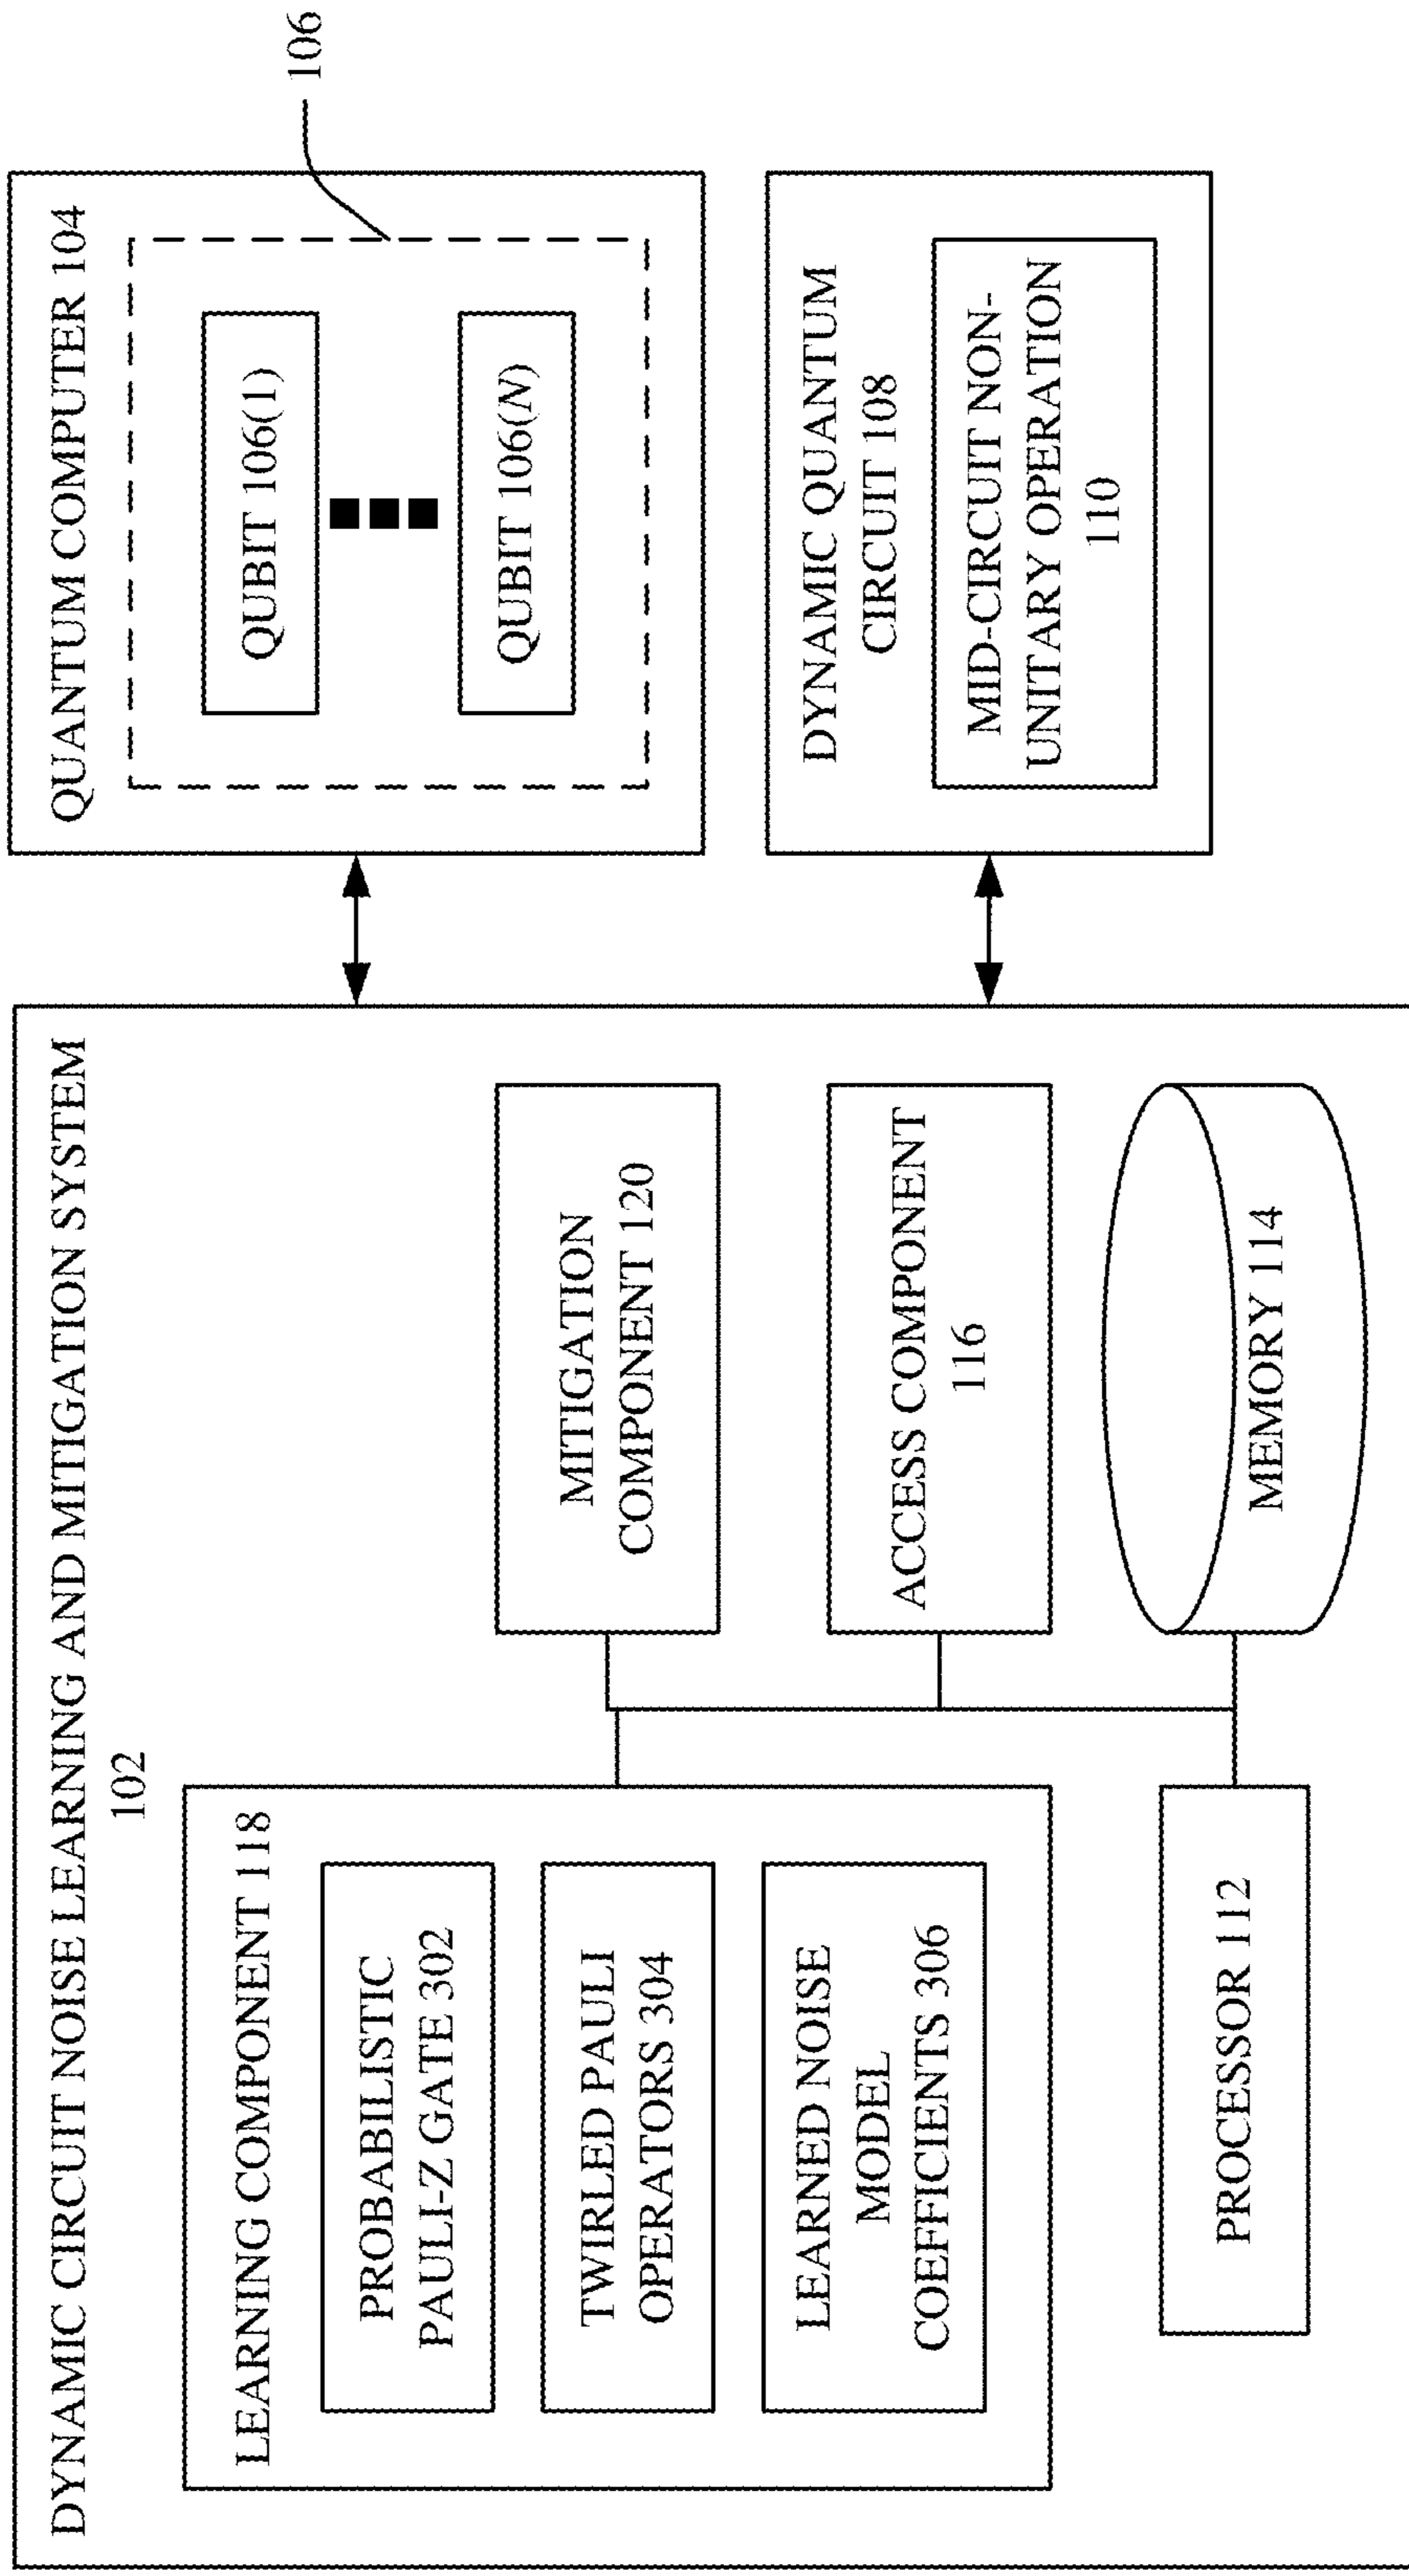 DYNAMIC CIRCUIT NOISE LEARNING AND MITIGATION SYSTEM
102
LEARNING COMPONENT 118
PROBABILISTIC
PAULI-Z GATE 302
TWIRLED PAULI
OPERATORS 304
LEARNED NOISE
MODEL
COEFFICIENTS 306
PROCESSOR 112
MITIGATION
COMPONENT 120
ACCESS COMPONENT
116
MEMORY 114
QUANTUM COMPUTER 104
106
QUBIT 106(1)
QUBIT 106(N)
DYNAMIC QUANTUM
CIRCUIT 108
MID-CIRCUIT NON-
UNITARY OPERATION
110